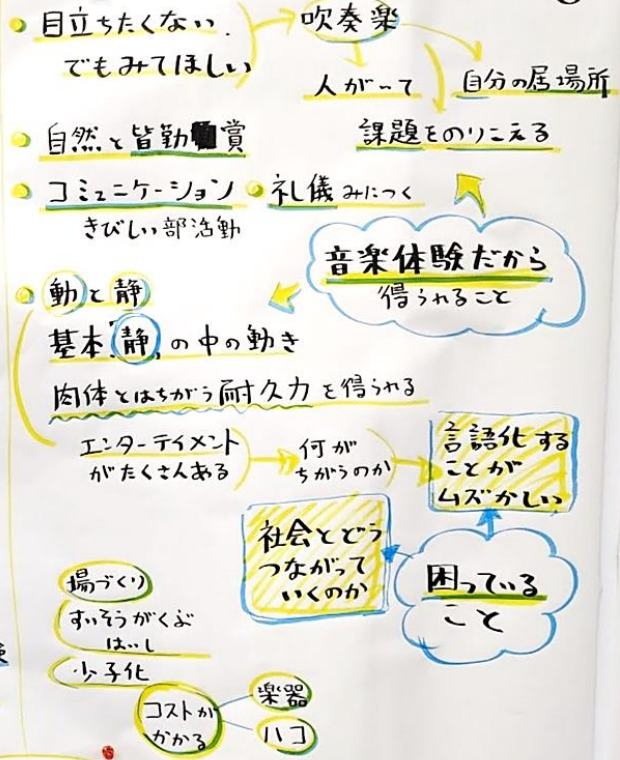 目立ちたくない
でもみてほしい
吹奏楽
人がいて
自分の居場所
課題をのりこえる
自然と皆勤賞
コミュニケーション
きびしい部活動
礼儀みにつく
音楽体験だから
得られること
動と静
基本「静」の中の動き
肉体とはちがう耐久力を得られる
エンターテイメント
がたくさんある
何が
ちがうのか
言語化する
ことが
ムズかしい
社会とどう
つながって
いくのか
困っている
こと
場づくり
すいそうがくぶ
はいし
少子化
コストが
かかる
楽器
ハコ